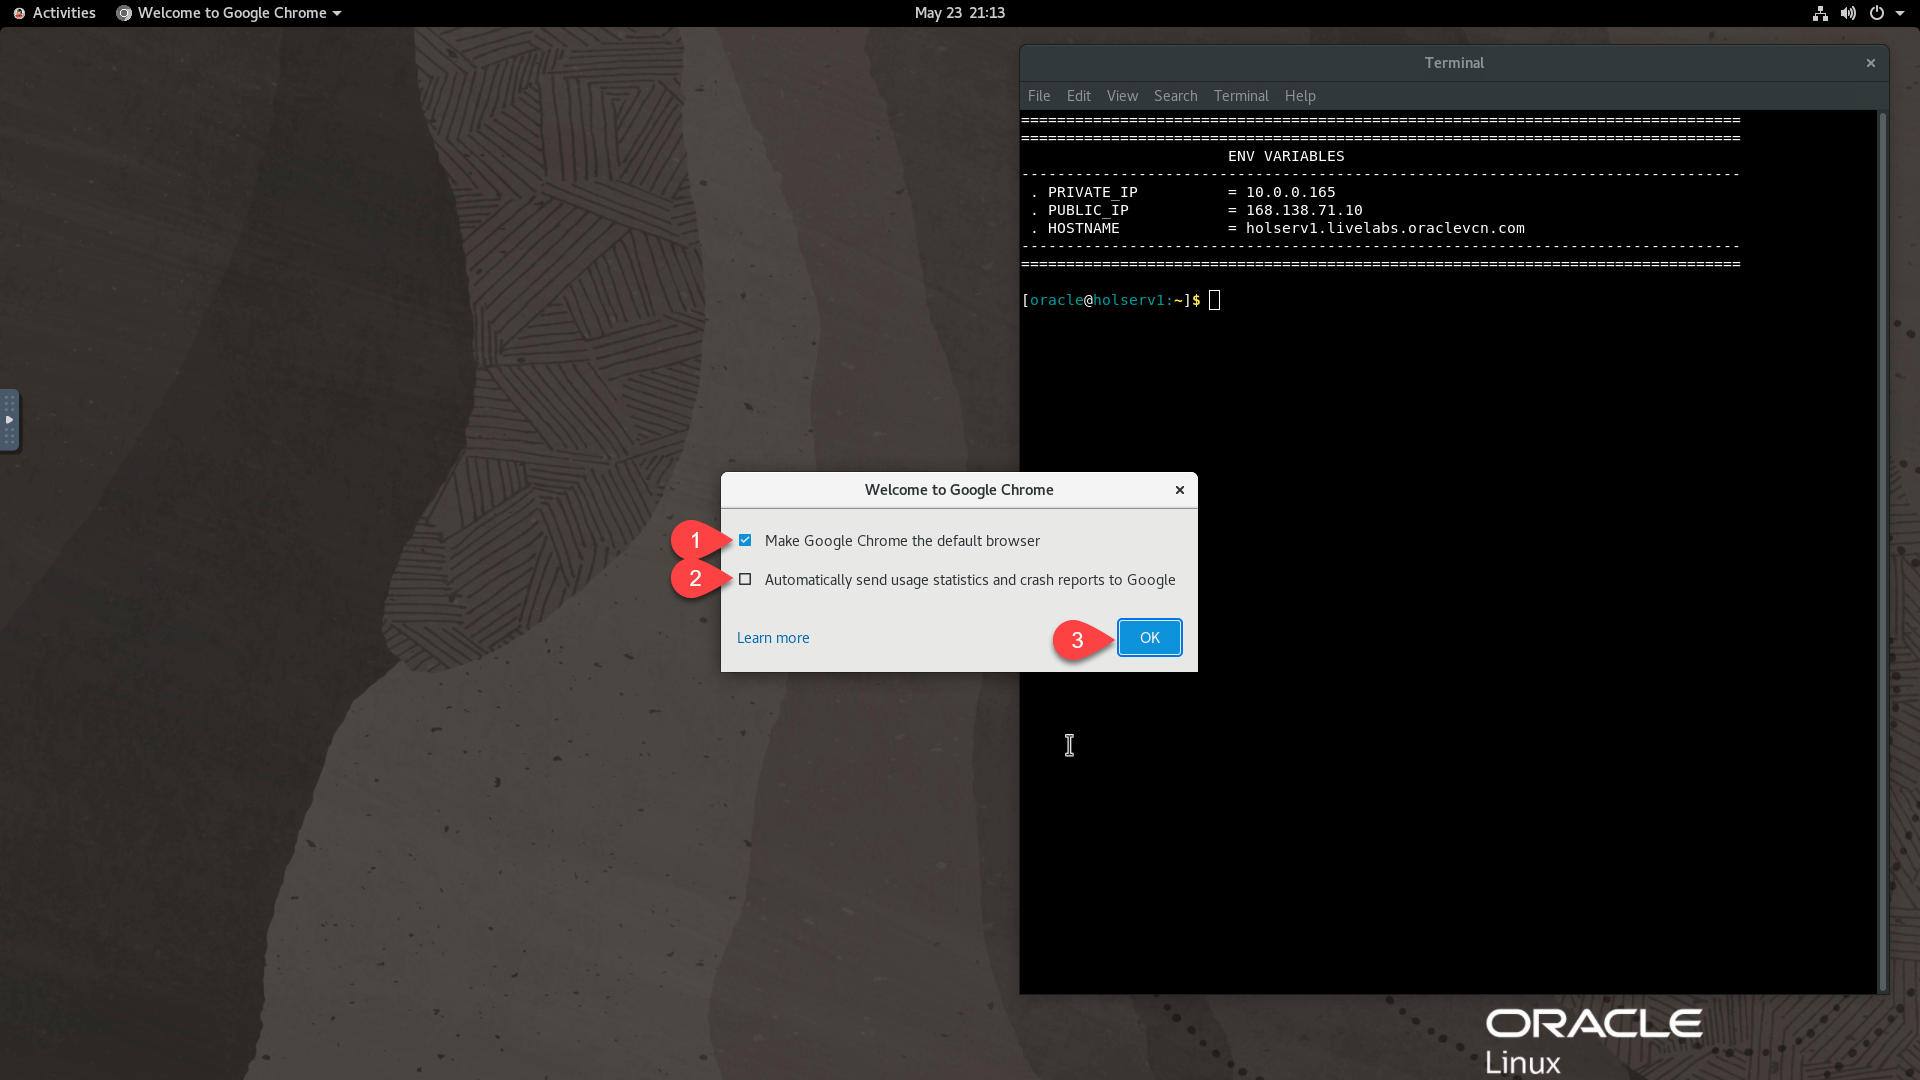 Activities
Welcome to Google Chrome
May 23 21:13
Terminal
File Edit View Search Terminal Help
================================================================================
================================================================================
ENV VARIABLES
--------------------------------------------------------------------------------
. PRIVATE_IP = 10.0.0.165
. PUBLIC_IP = 168.138.71.10
. HOSTNAME = holserv1.livelabs.oraclevcn.com
--------------------------------------------------------------------------------
================================================================================
[oracle@holserv1:~]$
Welcome to Google Chrome
1
Make Google Chrome the default browser
2
Automatically send usage statistics and crash reports to Google
Learn more
3
OK
ORACLE
Linux